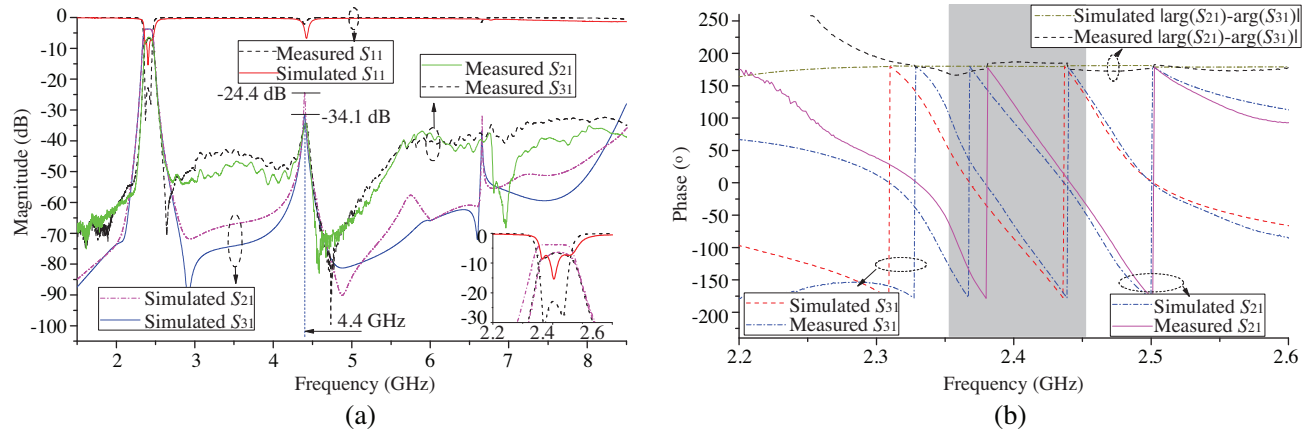 0
-10
-20
-30
-40
-50
-60
-70
-80
-90
-100
Magnitude (dB)
Measured S11
Simulated S11
Measured S21
Measured S31
-24.4 dB
-34.1 dB
Simulated S21
Simulated S31
4.4 GHz
0
-10
-20
-30
2.2 2.4 2.6
2 3 4 5 6 7 8
Frequency (GHz)
(a)
250
200
150
100
50
0
-50
-100
-150
-200
Phase (o)
Simulated |arg(S21)-arg(S31)|
Measured |arg(S21)-arg(S31)|
Simulated S31
Measured S31
Simulated S21
Measured S21
2.2 2.3 2.4 2.5 2.6
Frequency (GHz)
(b)